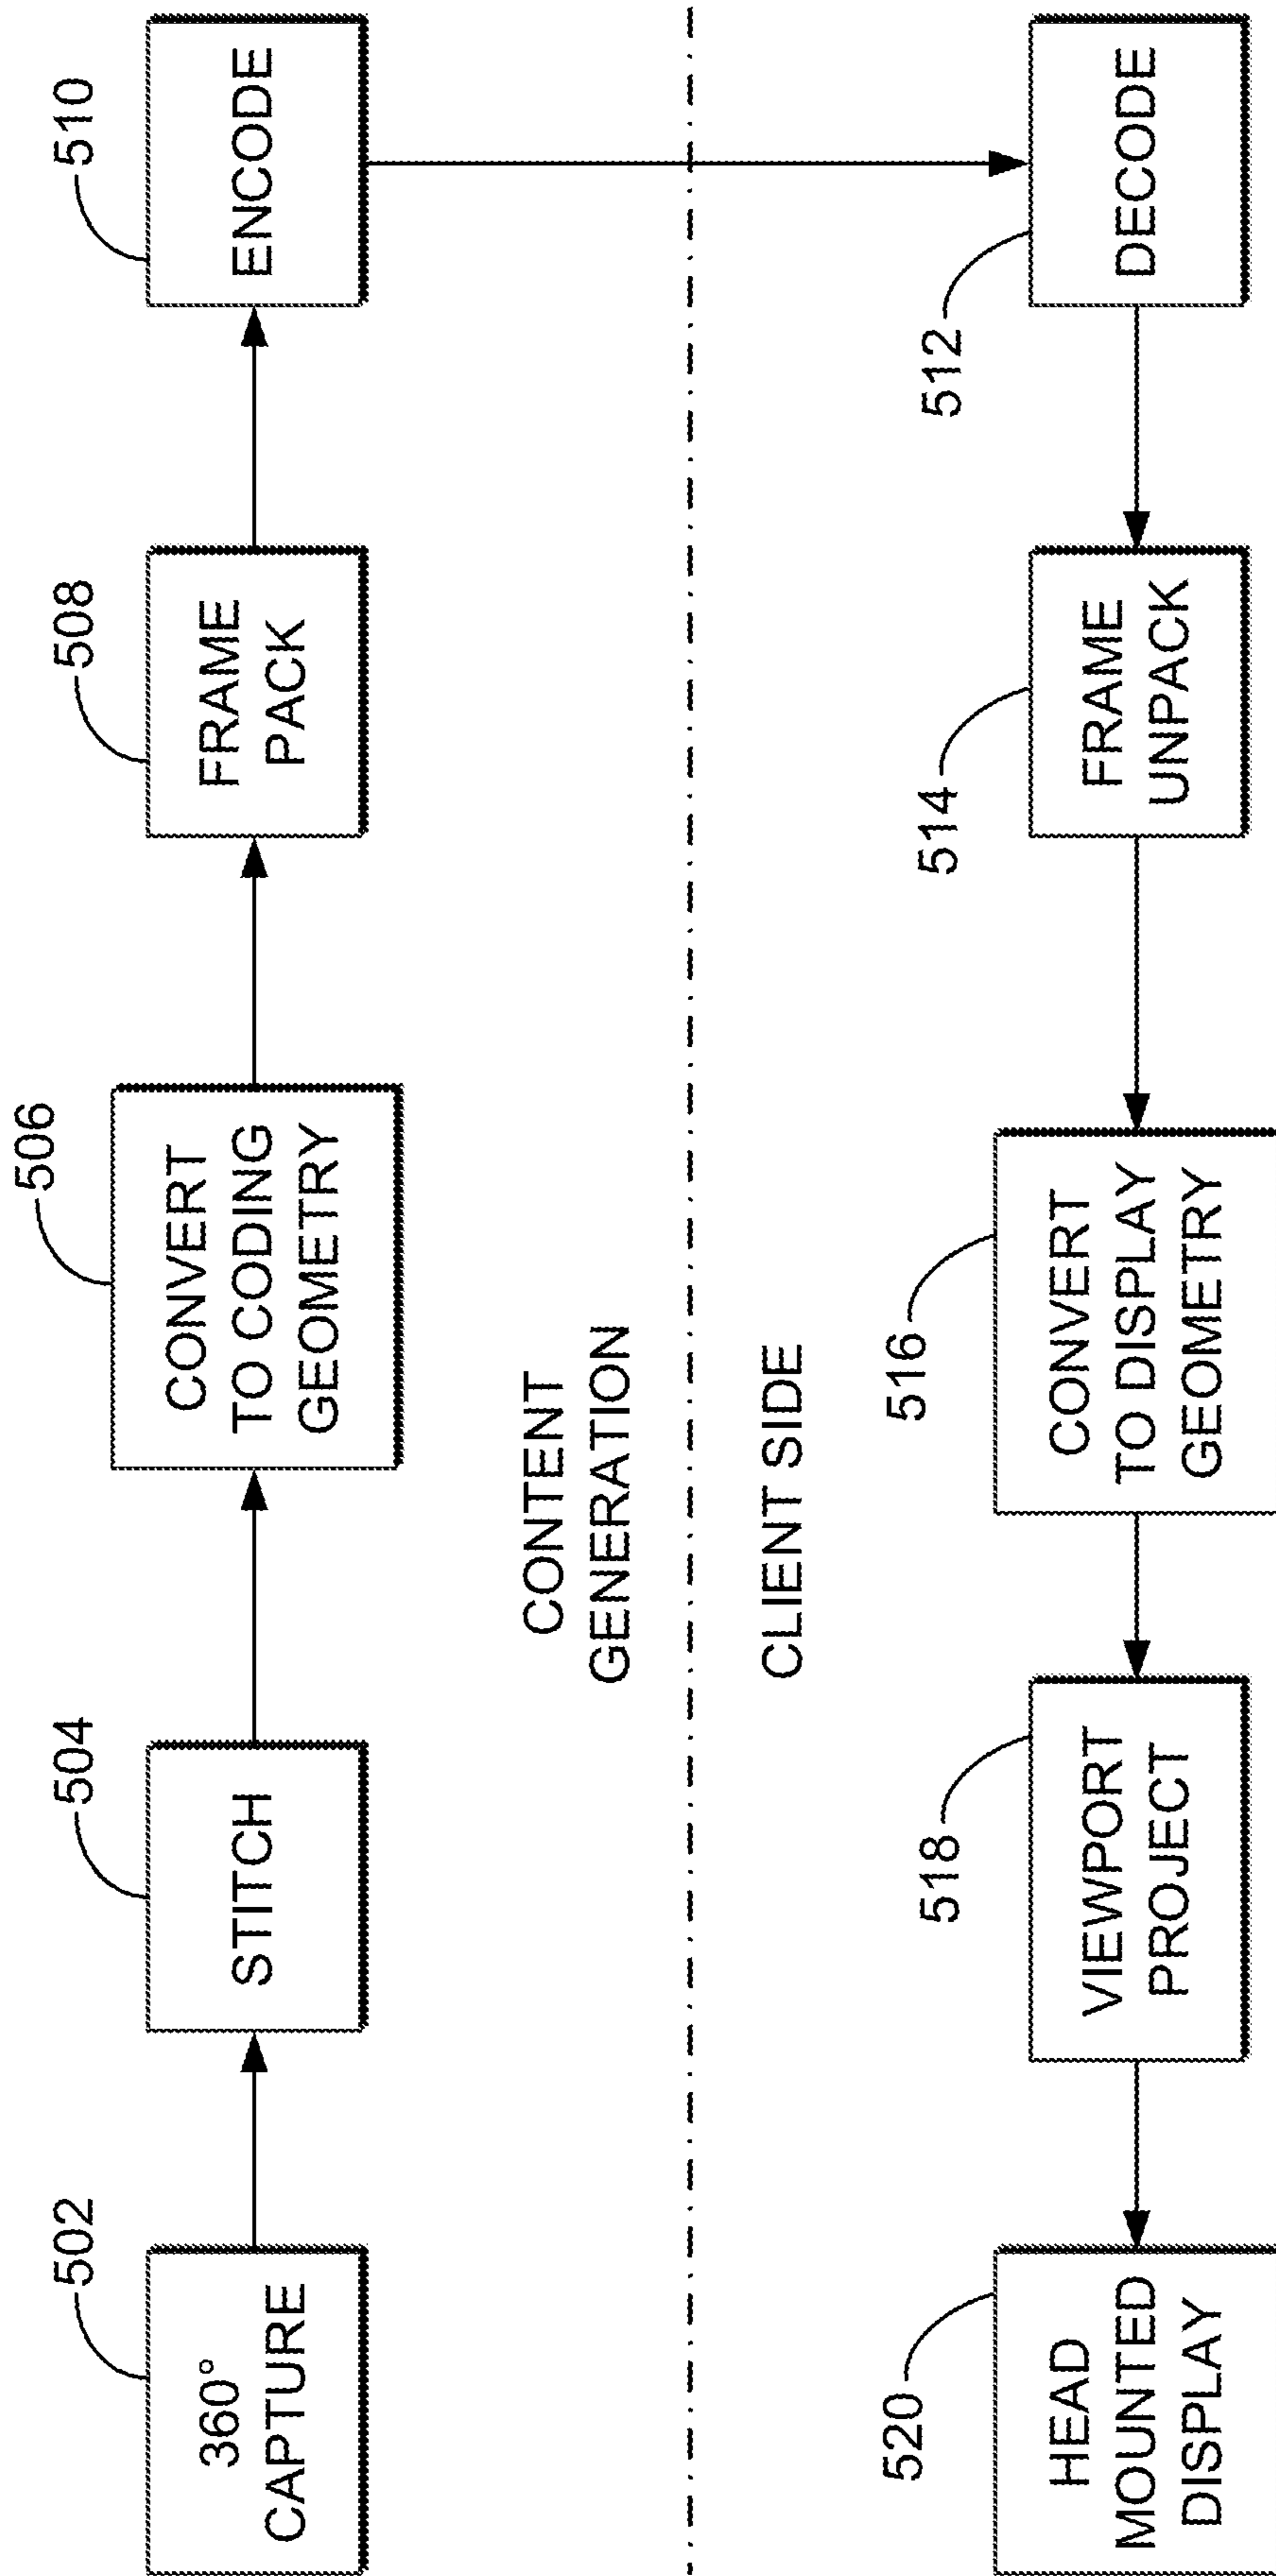 502
360°
CAPTURE
504
STITCH
506
CONVERT
TO CODING
GEOMETRY
508
FRAME
PACK
510
ENCODE
CONTENT
GENERATION
CLIENT SIDE
520
HEAD
MOUNTED
DISPLAY
518
VIEWPORT
PROJECT
516
CONVERT
TO DISPLAY
GEOMETRY
514
FRAME
UNPACK
512
DECODE